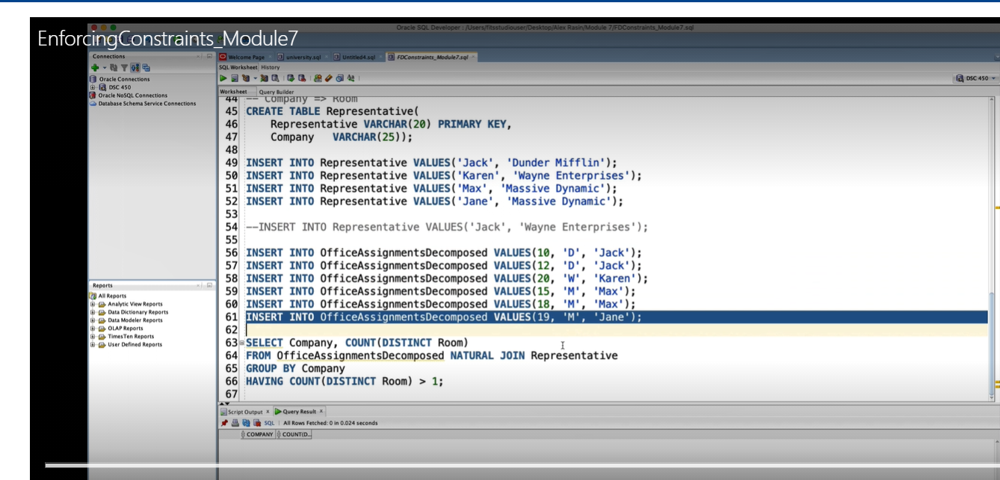 Oracle SQL Developer : /Users/fitsstudiouser/Desktop/Alex Rasin/Module 7/FDConstraints_Module7.sql
EnforcingConstraints_Module7
Connections
Oracle Connections
DSC 450
Oracle NoSQL Connections
Database Schema Service Connections
Welcome Page
university.sql
Untitled4.sql
FDConstraints_Module7.sql
SQL Worksheet History
DSC 450
Worksheet Query Builder
44 -- Company => Room
45 CREATE TABLE Representative(
46 Representative VARCHAR(20) PRIMARY KEY,
47 Company VARCHAR(25));
48
49 INSERT INTO Representative VALUES('Jack', 'Dunder Mifflin');
50 INSERT INTO Representative VALUES('Karen', 'Wayne Enterprises');
51 INSERT INTO Representative VALUES('Max', 'Massive Dynamic');
52 INSERT INTO Representative VALUES('Jane', 'Massive Dynamic');
53
54 --INSERT INTO Representative VALUES('Jack', 'Wayne Enterprises');
55
56 INSERT INTO OfficeAssignmentsDecomposed VALUES(10, 'D', 'Jack');
57 INSERT INTO OfficeAssignmentsDecomposed VALUES(12, 'D', 'Jack');
58 INSERT INTO OfficeAssignmentsDecomposed VALUES(20, 'W', 'Karen');
59 INSERT INTO OfficeAssignmentsDecomposed VALUES(15, 'M', 'Max');
60 INSERT INTO OfficeAssignmentsDecomposed VALUES(18, 'M', 'Max');
61 INSERT INTO OfficeAssignmentsDecomposed VALUES(19, 'M', 'Jane');
62
63 SELECT Company, COUNT(DISTINCT Room)
64 FROM OfficeAssignmentsDecomposed NATURAL JOIN Representative
65 GROUP BY Company
66 HAVING COUNT(DISTINCT Room) > 1;
67
Reports
All Reports
Analytic View Reports
Data Dictionary Reports
Data Modeler Reports
OLAP Reports
TimesTen Reports
User Defined Reports
Script Output x Query Result x
SQL | All Rows Fetched: 0 in 0.024 seconds
COMPANY COUNT(D...